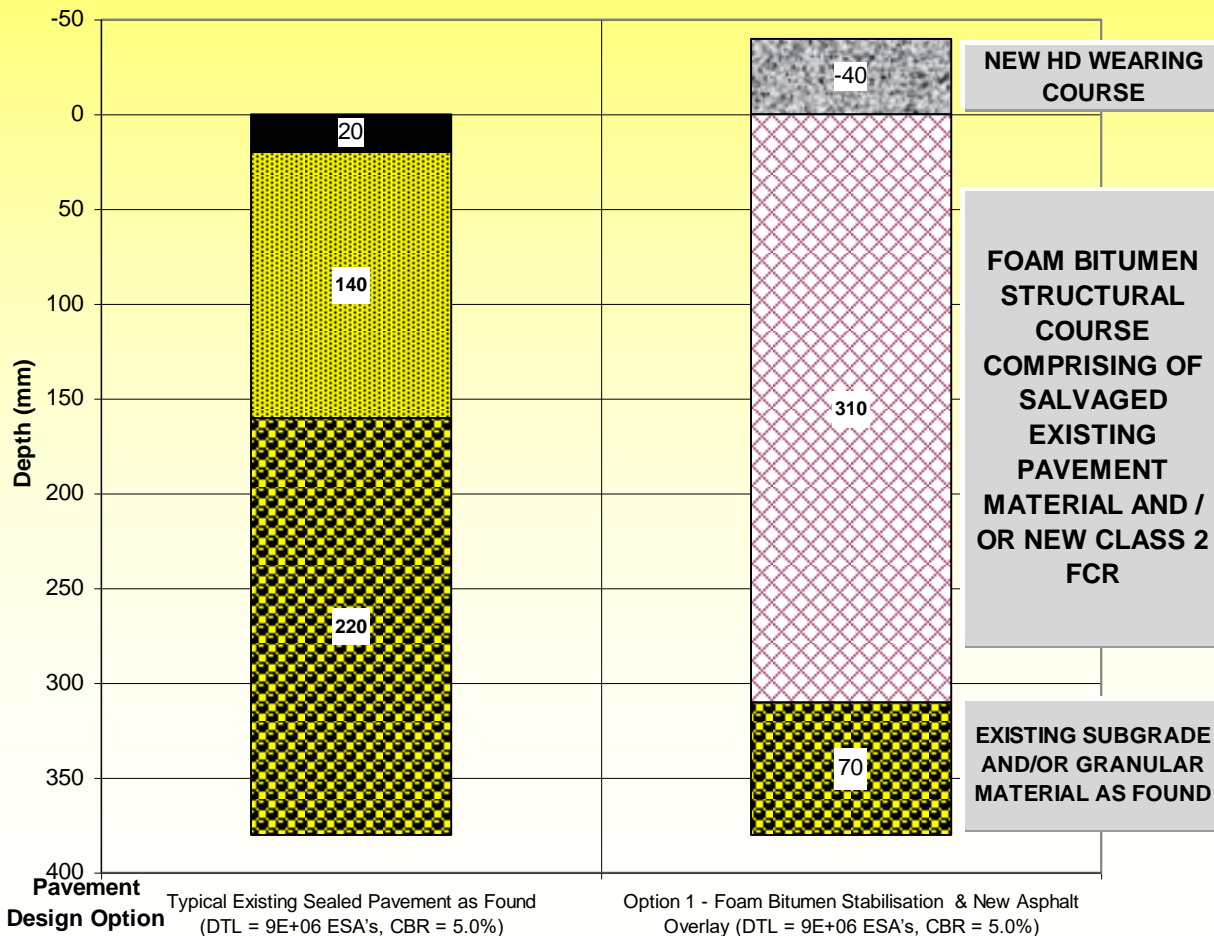 -50
0
50
100
150
200
250
300
350
400
Depth (mm)
20
140
220
-40
310
70
NEW HD WEARING
COURSE
FOAM BITUMEN
STRUCTURAL
COURSE
COMPRISING OF
SALVAGED
EXISTING
PAVEMENT
MATERIAL AND /
OR NEW CLASS 2
FCR
EXISTING SUBGRADE
AND/OR GRANULAR
MATERIAL AS FOUND
Pavement
Design Option
Typical Existing Sealed Pavement as Found
(DTL = 9E+06 ESA's, CBR = 5.0%)
Option 1 - Foam Bitumen Stabilisation & New Asphalt
Overlay (DTL = 9E+06 ESA's, CBR = 5.0%)